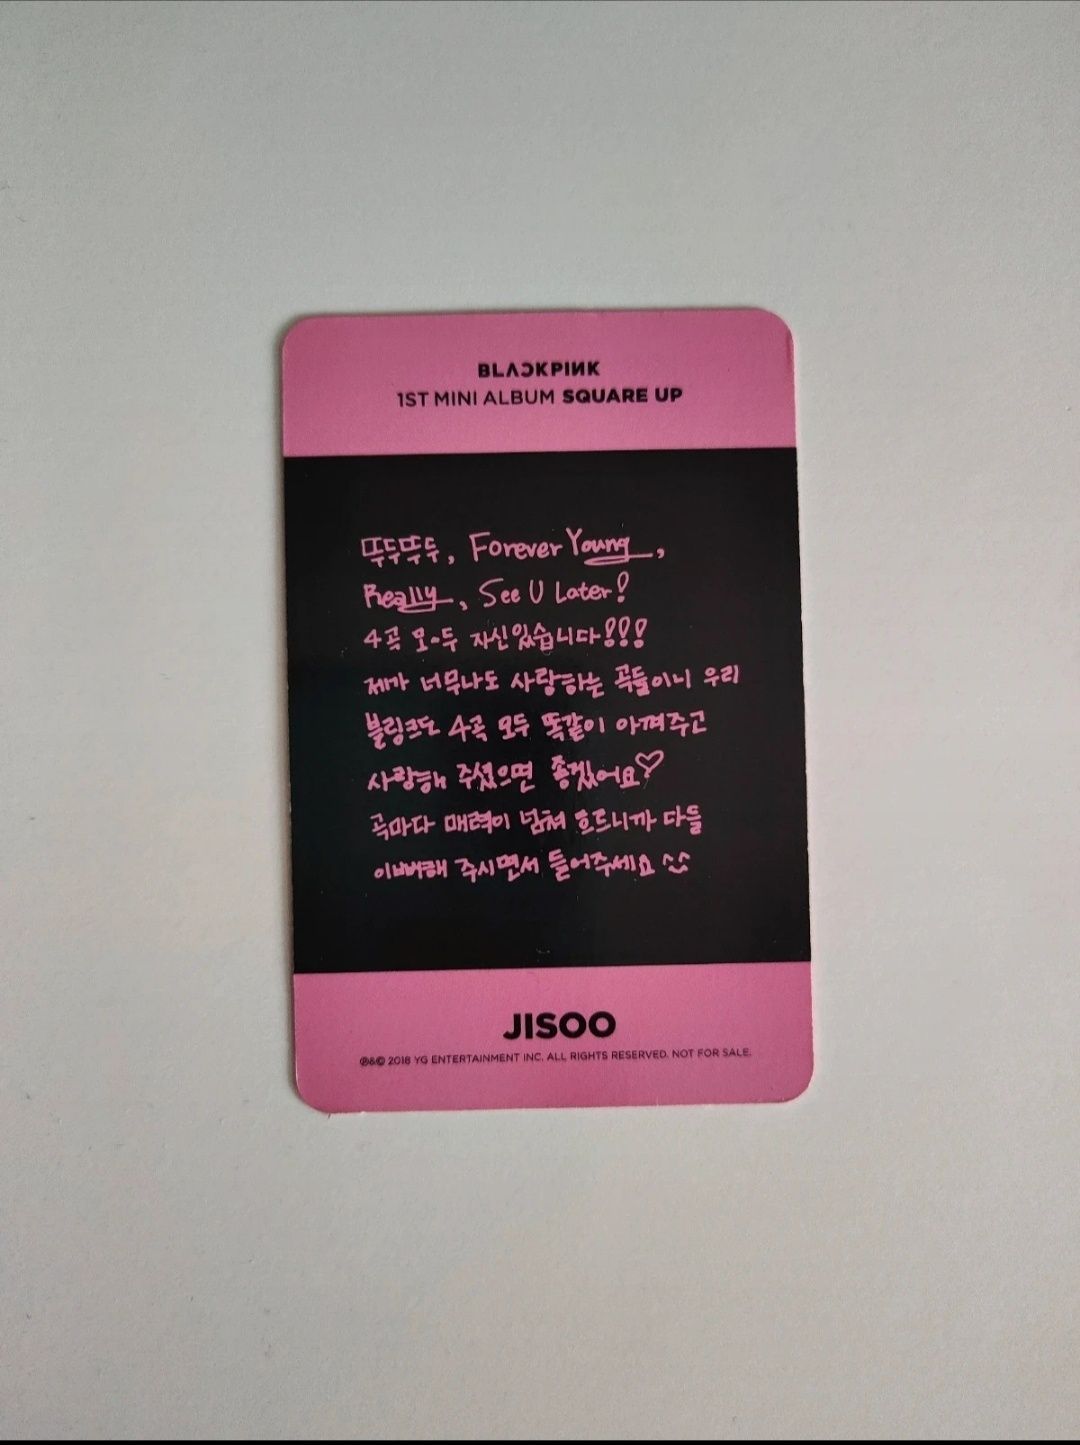 BLACKPINK
1ST MINI ALBUM SQUARE UP
뚜두뚜두, Forever Young,
Really, See U Later!
4곡 모-두 자신있습니다!!!
제가 너무나도 사랑하는 곡들이니 우리
블링크도 4곡 모두 똑같이 아껴주고
사랑해 주셨으면 좋겠어요♡
곡마다 매력이 넘쳐 흐르니까 다들
이뻐해 주시면서 들어주세요 ^^
JISOO
℗&© 2018 YG ENTERTAINMENT INC. ALL RIGHTS RESERVED. NOT FOR SALE.